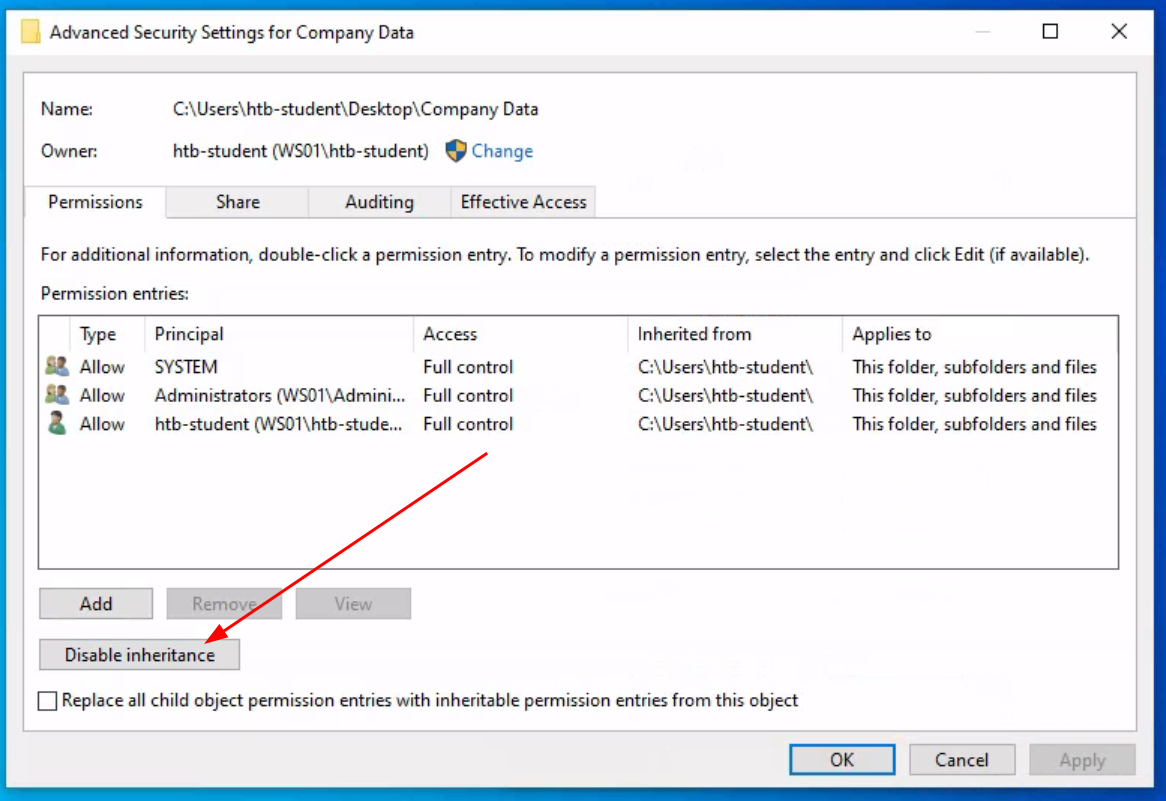 Advanced Security Settings for Company Data
Name: C:\Users\htb-student\Desktop\Company Data
Owner: htb-student (WS01\htb-student) Change
Permissions Share Auditing Effective Access
For additional information, double-click a permission entry. To modify a permission entry, select the entry and click Edit (if available).
Permission entries:
Type Principal Access Inherited from Applies to
Allow SYSTEM Full control C:\Users\htb-student\ This folder, subfolders and files
Allow Administrators (WS01\Admini... Full control C:\Users\htb-student\ This folder, subfolders and files
Allow htb-student (WS01\htb-stude... Full control C:\Users\htb-student\ This folder, subfolders and files
Add Remove View
Disable inheritance
Replace all child object permission entries with inheritable permission entries from this object
OK Cancel Apply